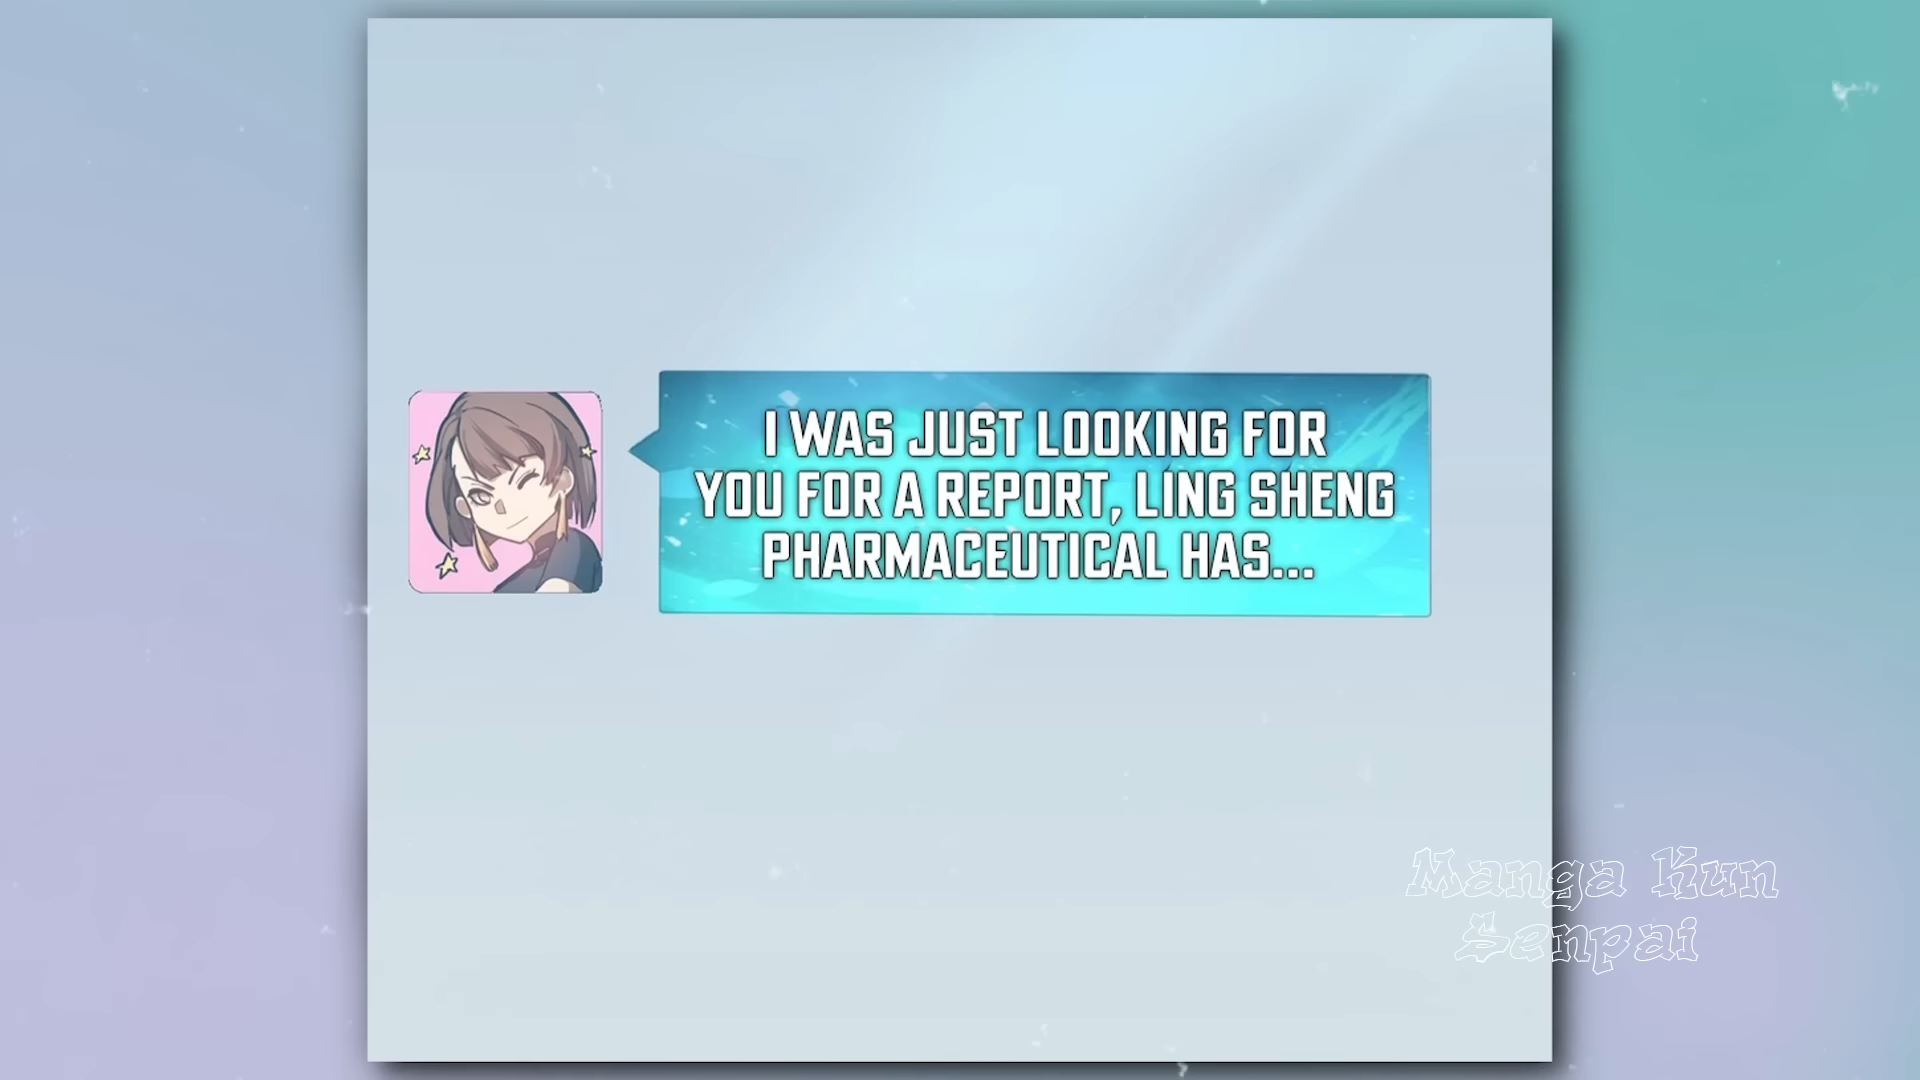 I WAS JUST LOOKING FOR
YOU FOR A REPORT, LING SHENG
PHARMACEUTICAL HAS...
Manga Kun
Senpai